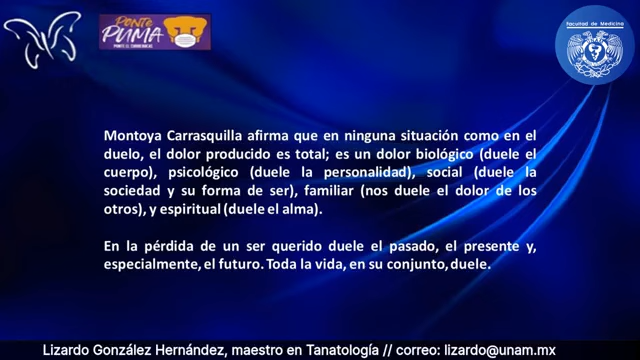 PONTE
PUMA
PONTE EL CUBREBOCAS
Facultad de Medicina
Montoya Carrasquilla afirma que en ninguna situación como en el
duelo, el dolor producido es total; es un dolor biológico (duele el
cuerpo), psicológico (duele la personalidad), social (duele la
sociedad y su forma de ser), familiar (nos duele el dolor de los
otros), y espiritual (duele el alma).
En la pérdida de un ser querido duele el pasado, el presente y,
especialmente, el futuro. Toda la vida, en su conjunto, duele.
Lizardo González Hernández, maestro en Tanatología // correo: lizardo@unam.mx